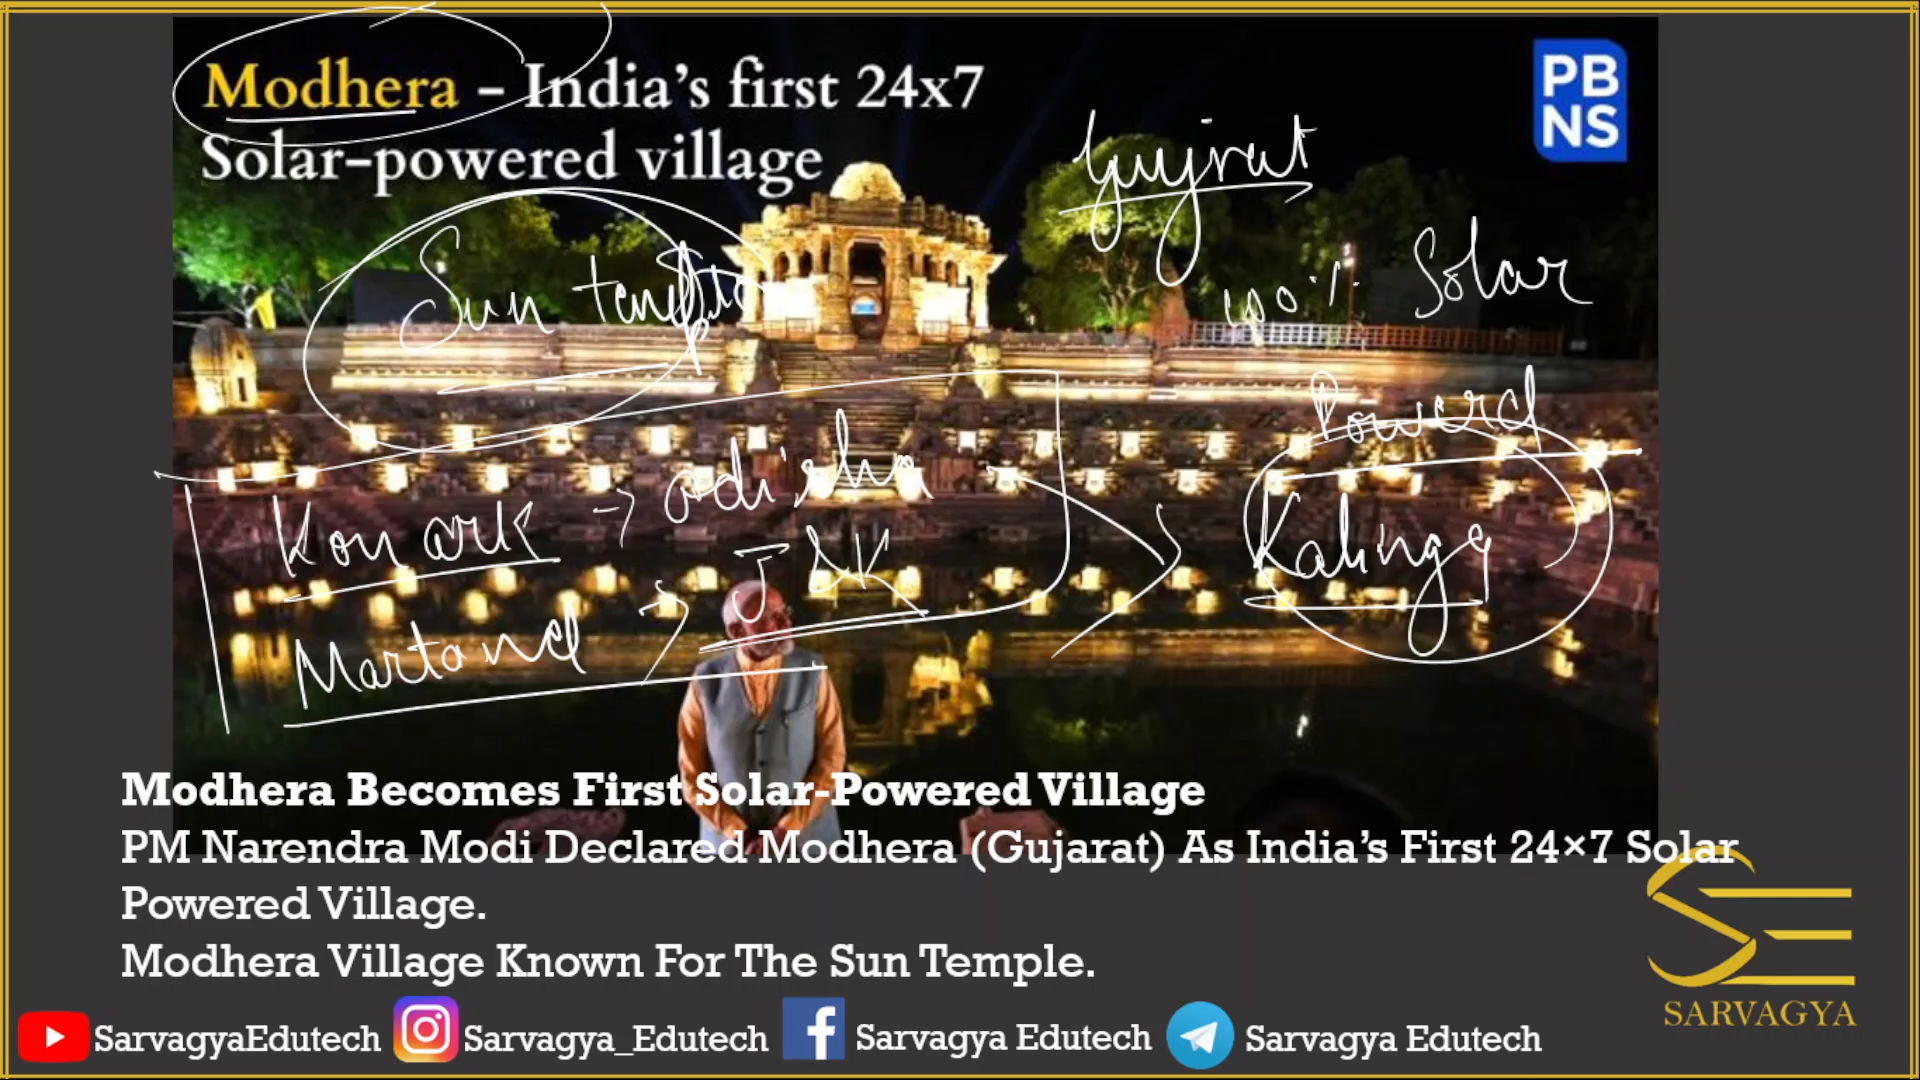 Modhera – India's first 24x7
Solar-powered village
PB
NS
Gujrat
Sun temple
100% Solar
Powered
Konark → odisha
Kalinga
Martand → J&K
Modhera Becomes First Solar-Powered Village
PM Narendra Modi Declared Modhera (Gujarat) As India's First 24×7 Solar
Powered Village.
Modhera Village Known For The Sun Temple.
SARVAGYA
SarvagyaEdutech Sarvagya_Edutech Sarvagya Edutech Sarvagya Edutech